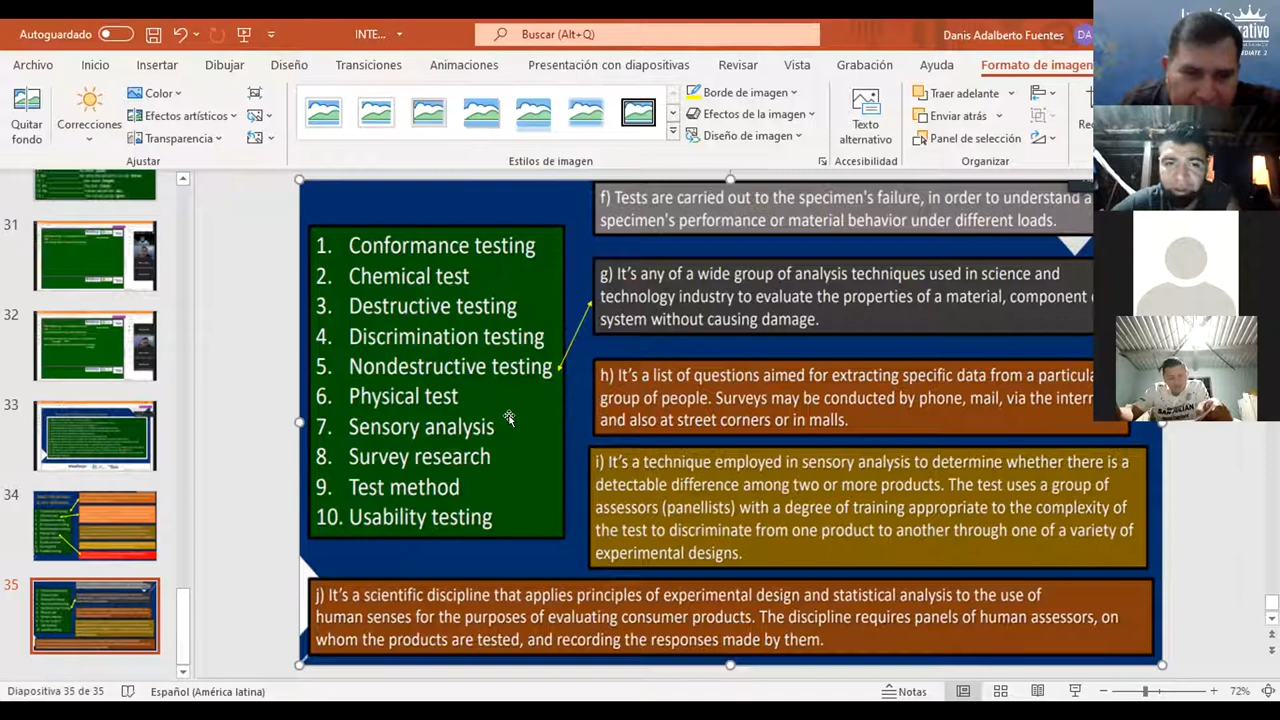 Autoguardado
INTE...
Buscar (Alt+Q)
Danis Adalberto Fuentes
DA
Archivo
Inicio
Insertar
Dibujar
Diseño
Transiciones
Animaciones
Presentación con diapositivas
Revisar
Vista
Grabación
Ayuda
Formato de imagen
Quitar
fondo
Correcciones
Color
Efectos artísticos
Transparencia
Ajustar
Estilos de imagen
Borde de imagen
Efectos de la imagen
Diseño de imagen
Texto
alternativo
Accesibilidad
Traer adelante
Enviar atrás
Panel de selección
Organizar
31
32
33
34
35
1. Conformance testing
2. Chemical test
3. Destructive testing
4. Discrimination testing
5. Nondestructive testing
6. Physical test
7. Sensory analysis
8. Survey research
9. Test method
10. Usability testing
f) Tests are carried out to the specimen's failure, in order to understand a
specimen's performance or material behavior under different loads.
g) It's any of a wide group of analysis techniques used in science and
technology industry to evaluate the properties of a material, component
system without causing damage.
h) It's a list of questions aimed for extracting specific data from a particula
group of people. Surveys may be conducted by phone, mail, via the intern
and also at street corners or in malls.
i) It's a technique employed in sensory analysis to determine whether there is a
detectable difference among two or more products. The test uses a group of
assessors (panellists) with a degree of training appropriate to the complexity of
the test to discriminate from one product to another through one of a variety of
experimental designs.
j) It's a scientific discipline that applies principles of experimental design and statistical analysis to the use of
human senses for the purposes of evaluating consumer products. The discipline requires panels of human assessors, on
whom the products are tested, and recording the responses made by them.
Diapositiva 35 de 35
Español (América latina)
Notas
72%